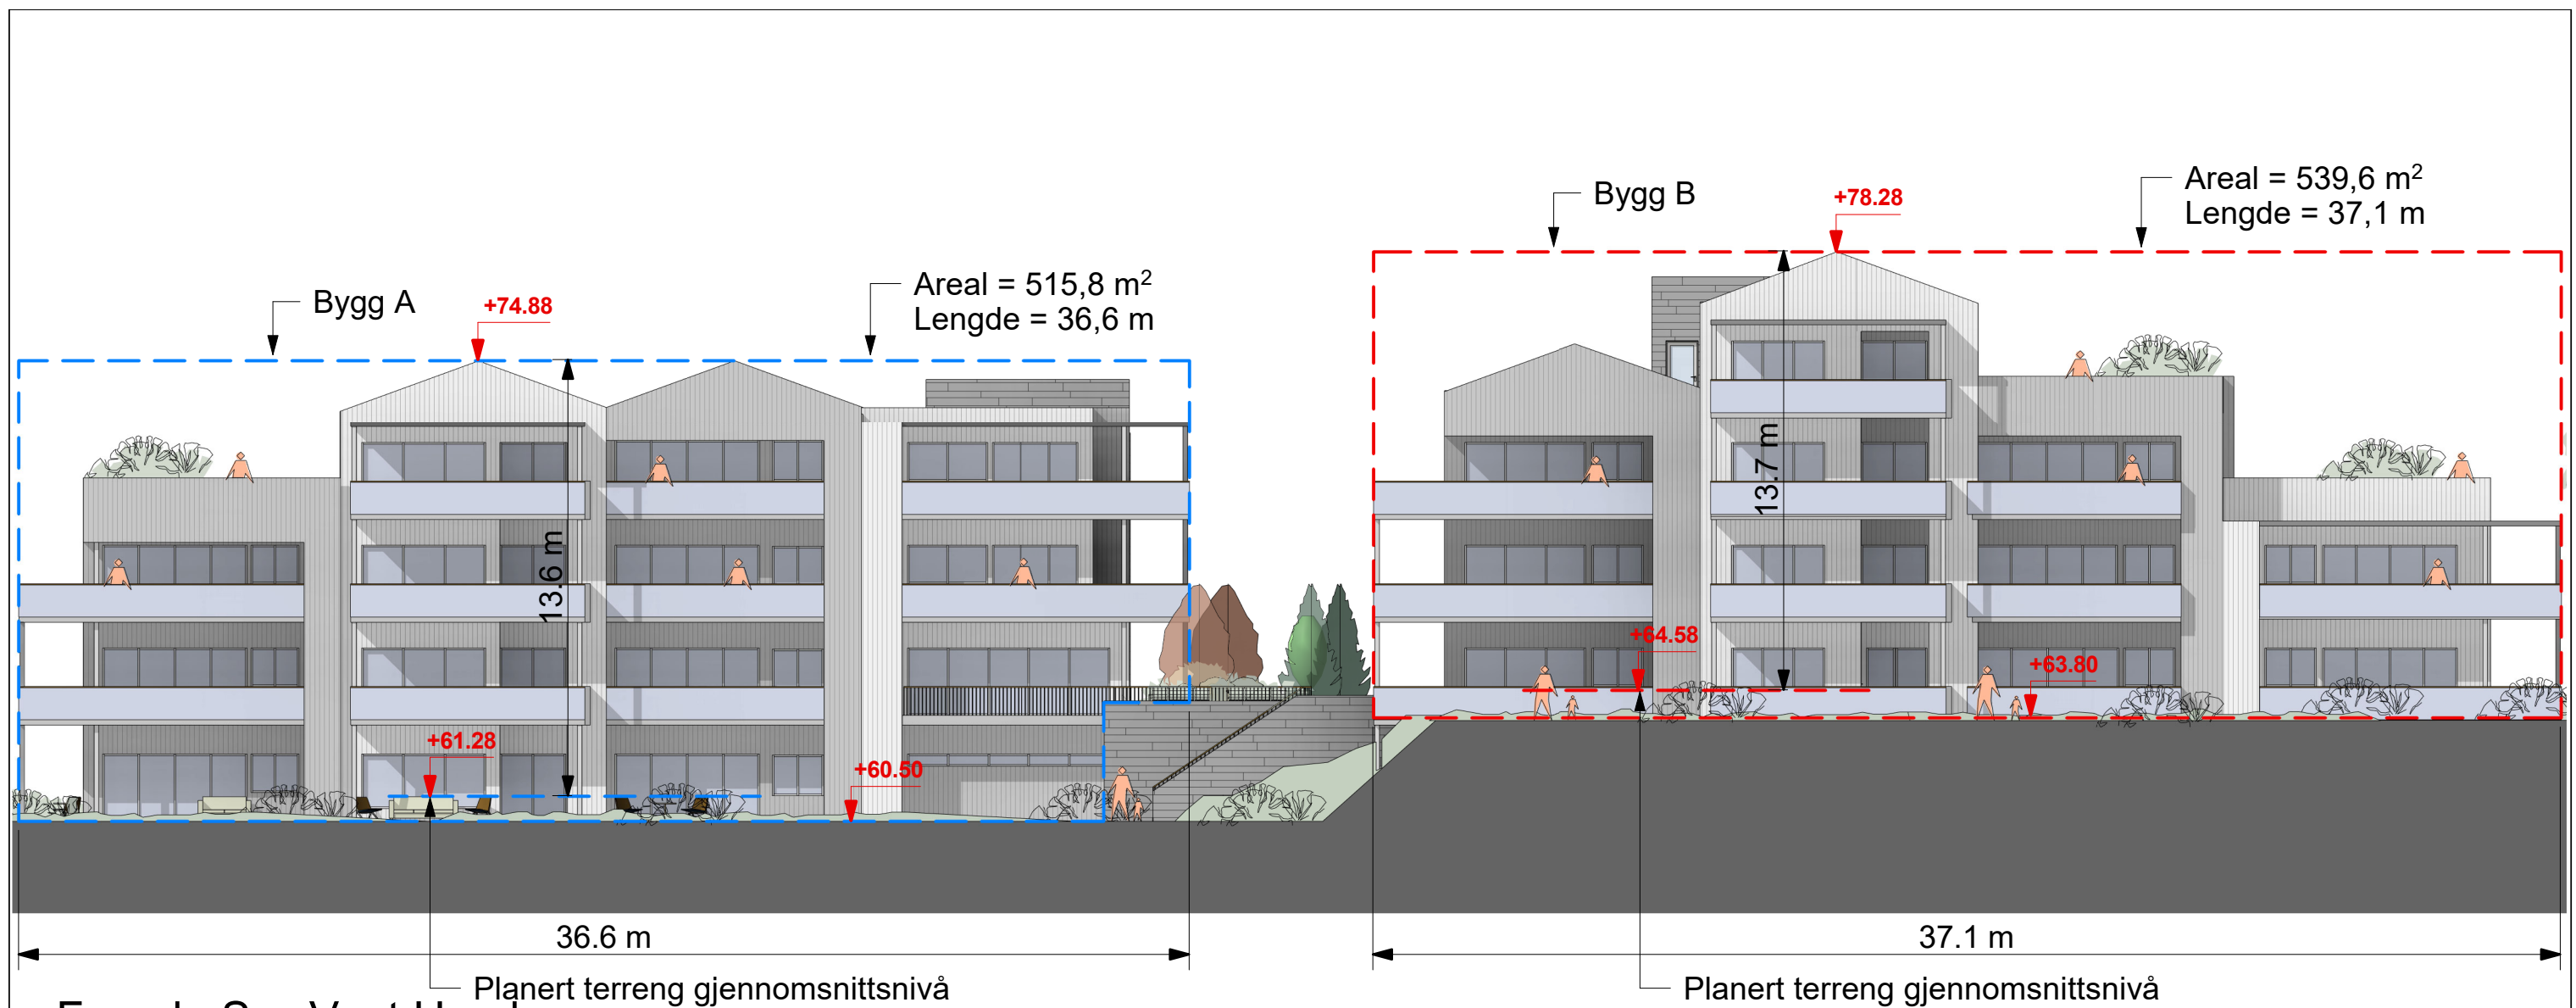 Bygg B
+78.28
Areal = 539,6 m²
Lengde = 37,1 m
Bygg A
+74.88
Areal = 515,8 m²
Lengde = 36,6 m
13.6 m
13.7 m
+64.58
+63.80
+61.28
+60.50
36.6 m
37.1 m
Planert terreng gjennomsnittsnivå
Planert terreng gjennomsnittsnivå